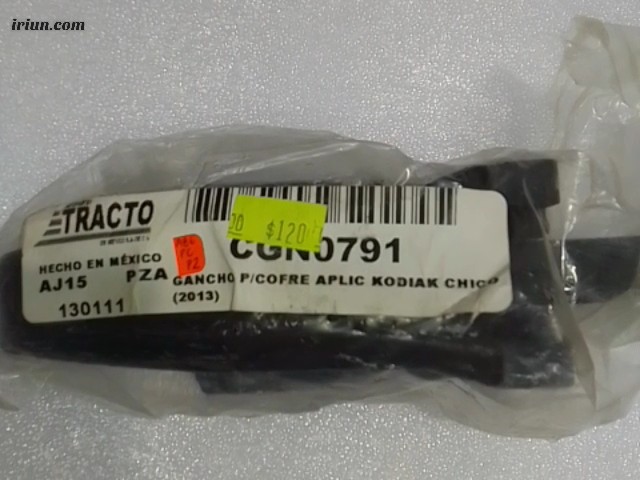 iriun.com
TRACTO
$120
CGN0791
HECHO EN MÉXICO
AJ15 PZA
GANCHO P/COFRE APLIC KODIAK CHICO
(2013)
130111